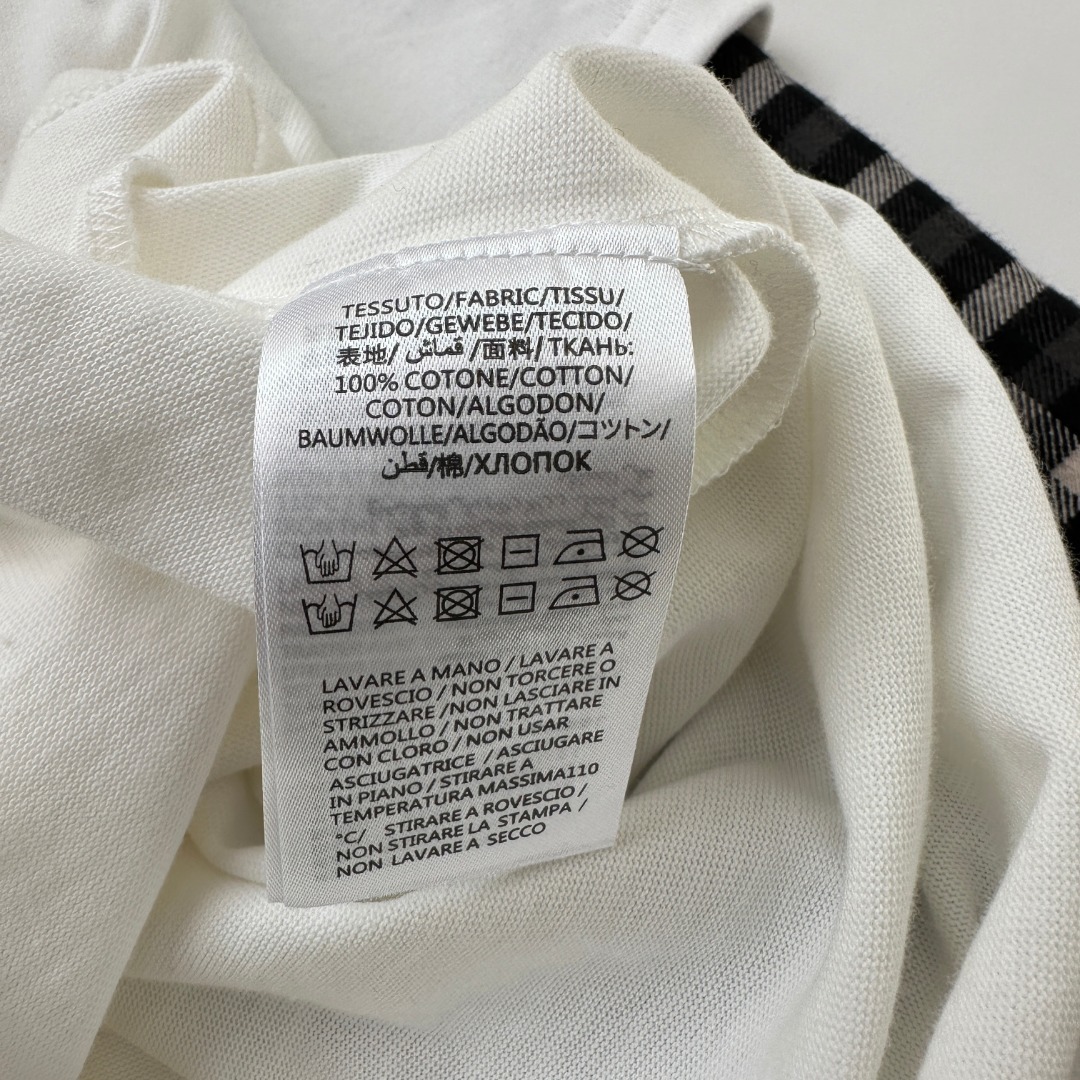 TESSUTO/FABRIC/TISSU/
TEJIDO/GEWEBE/TECIDO/
表地/ قماش /面料/ТКАНЬ:
100% COTONE/COTTON/
COTON/ALGODON/
BAUMWOLLE/ALGODÃO/コツトン/
قطن/棉/ХЛОПОК
LAVARE A MANO / LAVARE A
ROVESCIO / NON TORCERE O
STRIZZARE /NON LASCIARE IN
AMMOLLO / NON TRATTARE
CON CLORO / NON USAR
ASCIUGATRICE / ASCIUGARE
IN PIANO / STIRARE A
TEMPERATURA MASSIMA110
°C/ STIRARE A ROVESCIO /
NON STIRARE LA STAMPA /
NON LAVARE A SECCO